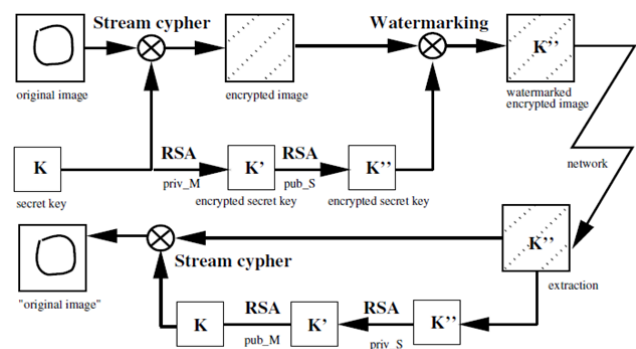 Stream cypher
Watermarking
K’’
original image
encrypted image
watermarked
encrypted image
K
RSA
K’
RSA
K’’
priv_M
pub_S
secret key
encrypted secret key
encrypted secret key
network
K’’
Stream cypher
extraction
"original image"
K
RSA
K’
RSA
K’’
pub_M
priv_S